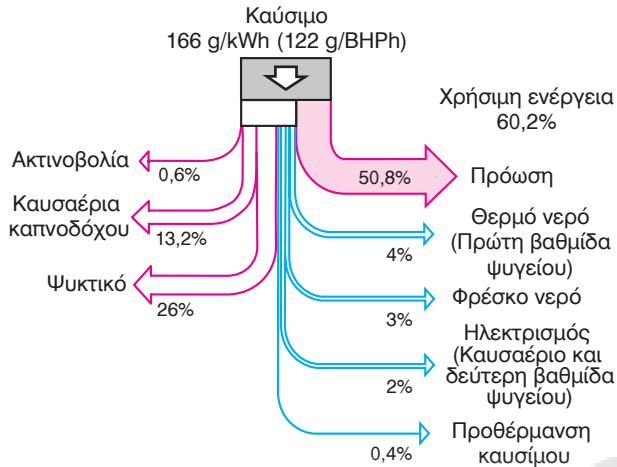 Καύσιμο
166 g/kWh (122 g/BHPh)
Χρήσιμη ενέργεια
60,2%
Ακτινοβολία
0,6%
50,8%
Πρόωση
Καυσαέρια
καπνοδόχου
13,2%
Θερμό νερό
(Πρώτη βαθμίδα
ψυγείου)
4%
Ψυκτικό
26%
Φρέσκο νερό
3%
Ηλεκτρισμός
(Καυσαέριο και
δεύτερη βαθμίδα
ψυγείου)
2%
Προθέρμανση
καυσίμου
0,4%